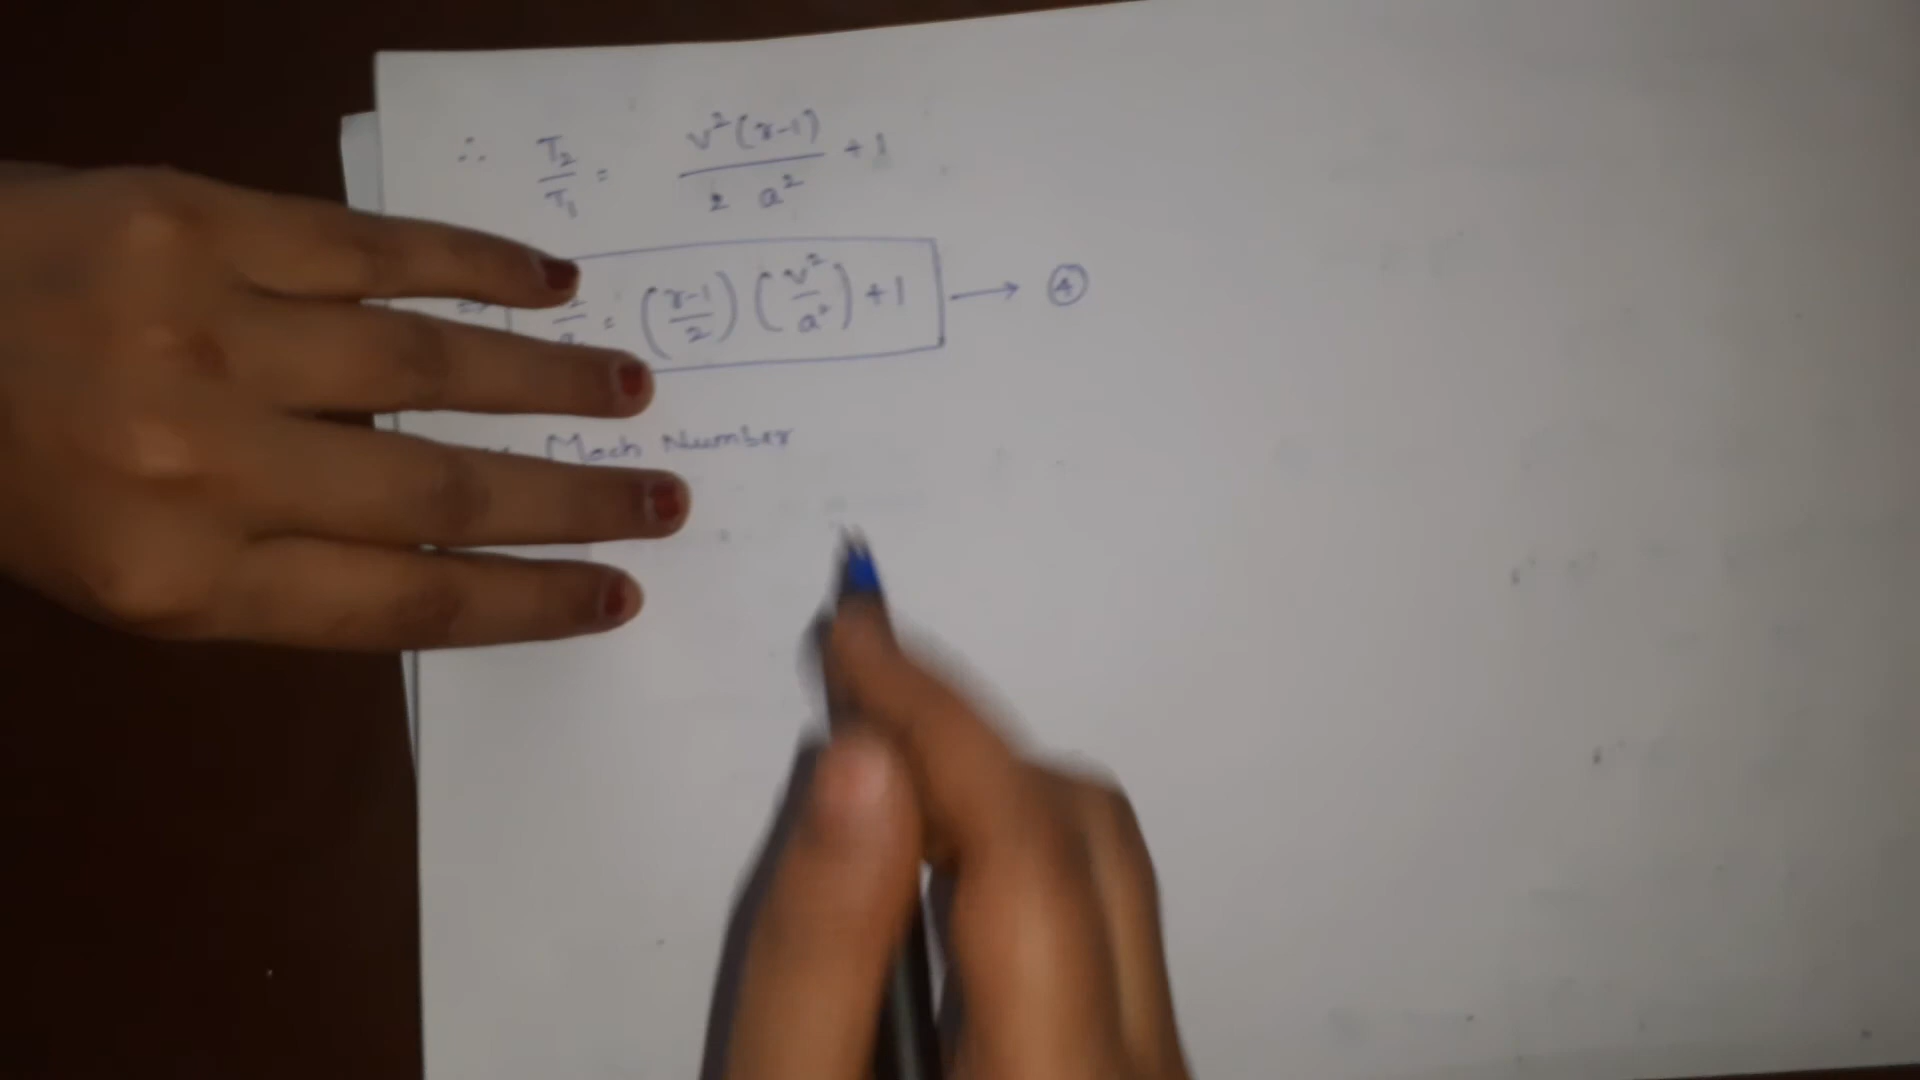 ∴ T₂/T₁ = v²(γ-1)/2 a² + 1
= (γ-1/2) (v²/a²) + 1 → ④
Mach Number